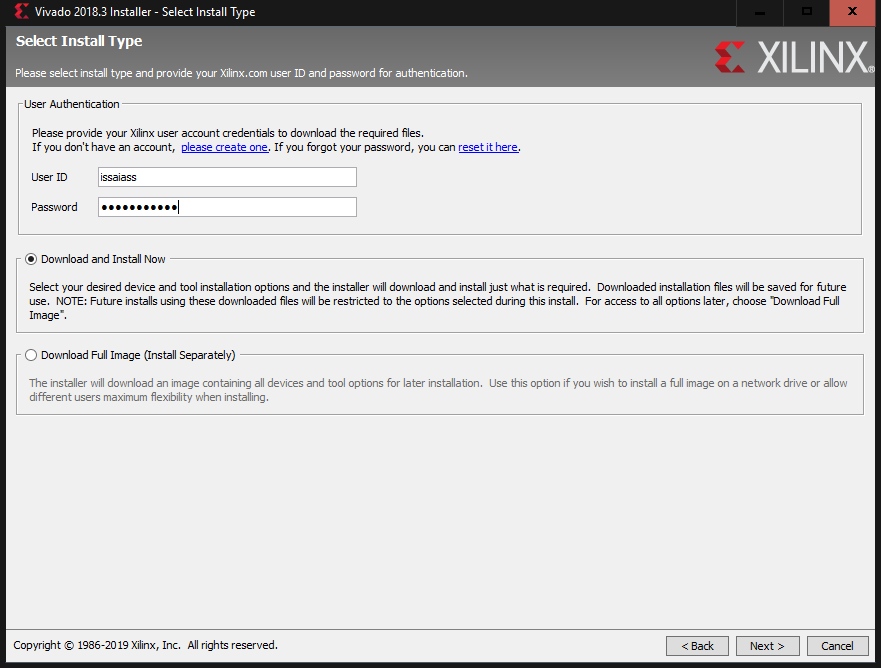 Vivado 2018.3 Installer - Select Install Type
Select Install Type
Please select install type and provide your Xilinx.com user ID and password for authentication.
XILINX®
User Authentication
Please provide your Xilinx user account credentials to download the required files.
If you don't have an account, please create one. If you forgot your password, you can reset it here.
User ID issaiass
Password ●●●●●●●●●●●
Download and Install Now
Select your desired device and tool installation options and the installer will download and install just what is required. Downloaded installation files will be saved for future
use. NOTE: Future installs using these downloaded files will be restricted to the options selected during this install. For access to all options later, choose "Download Full
Image".
Download Full Image (Install Separately)
The installer will download an image containing all devices and tool options for later installation. Use this option if you wish to install a full image on a network drive or allow
different users maximum flexibility when installing.
Copyright © 1986-2019 Xilinx, Inc. All rights reserved.
< Back Next > Cancel